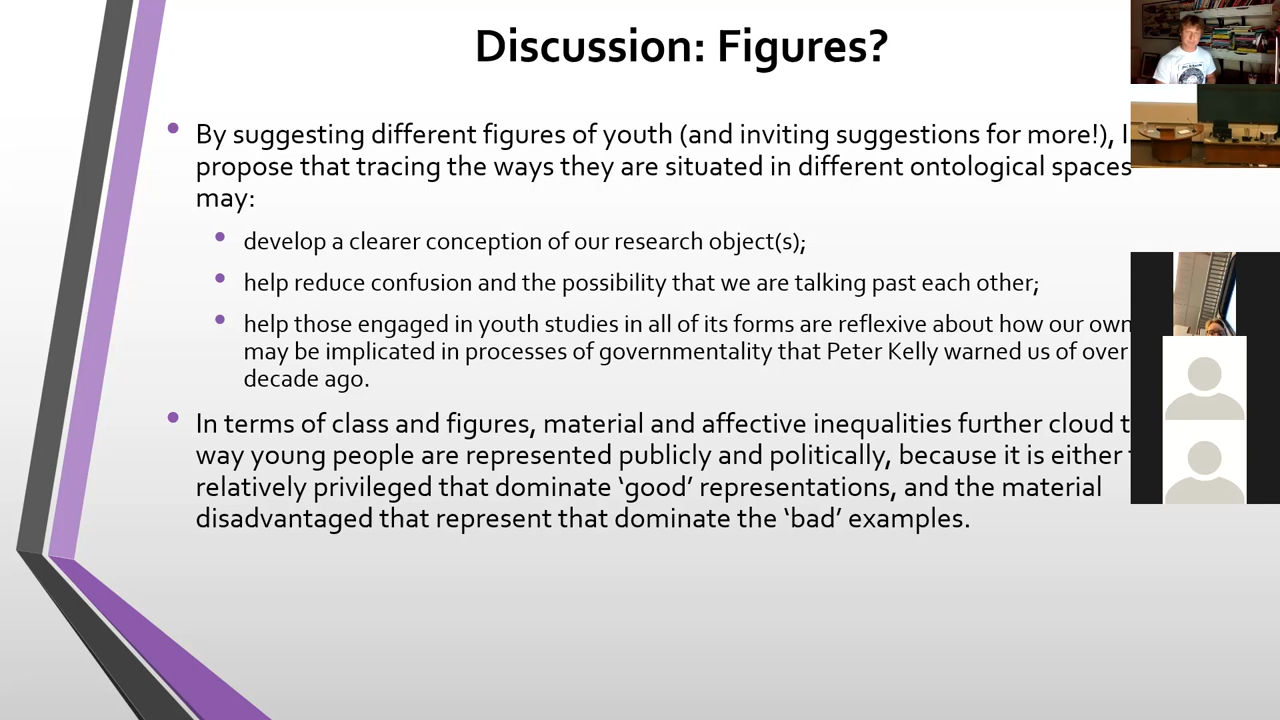 Discussion: Figures?
• By suggesting different figures of youth (and inviting suggestions for more!), I
propose that tracing the ways they are situated in different ontological spaces
may:
• develop a clearer conception of our research object(s);
• help reduce confusion and the possibility that we are talking past each other;
• help those engaged in youth studies in all of its forms are reflexive about how our own
may be implicated in processes of governmentality that Peter Kelly warned us of over
decade ago.
• In terms of class and figures, material and affective inequalities further cloud
way young people are represented publicly and politically, because it is either
relatively privileged that dominate ‘good’ representations, and the material
disadvantaged that represent that dominate the ‘bad’ examples.